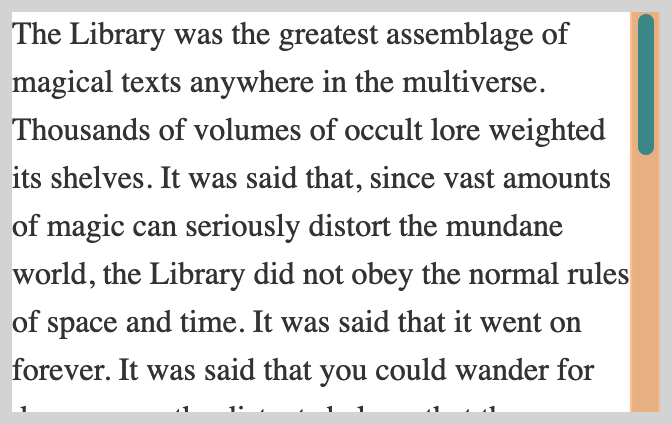 The Library was the greatest assemblage of
magical texts anywhere in the multiverse.
Thousands of volumes of occult lore weighted
its shelves. It was said that, since vast amounts
of magic can seriously distort the mundane
world, the Library did not obey the normal rules
of space and time. It was said that it went on
forever. It was said that you could wander for